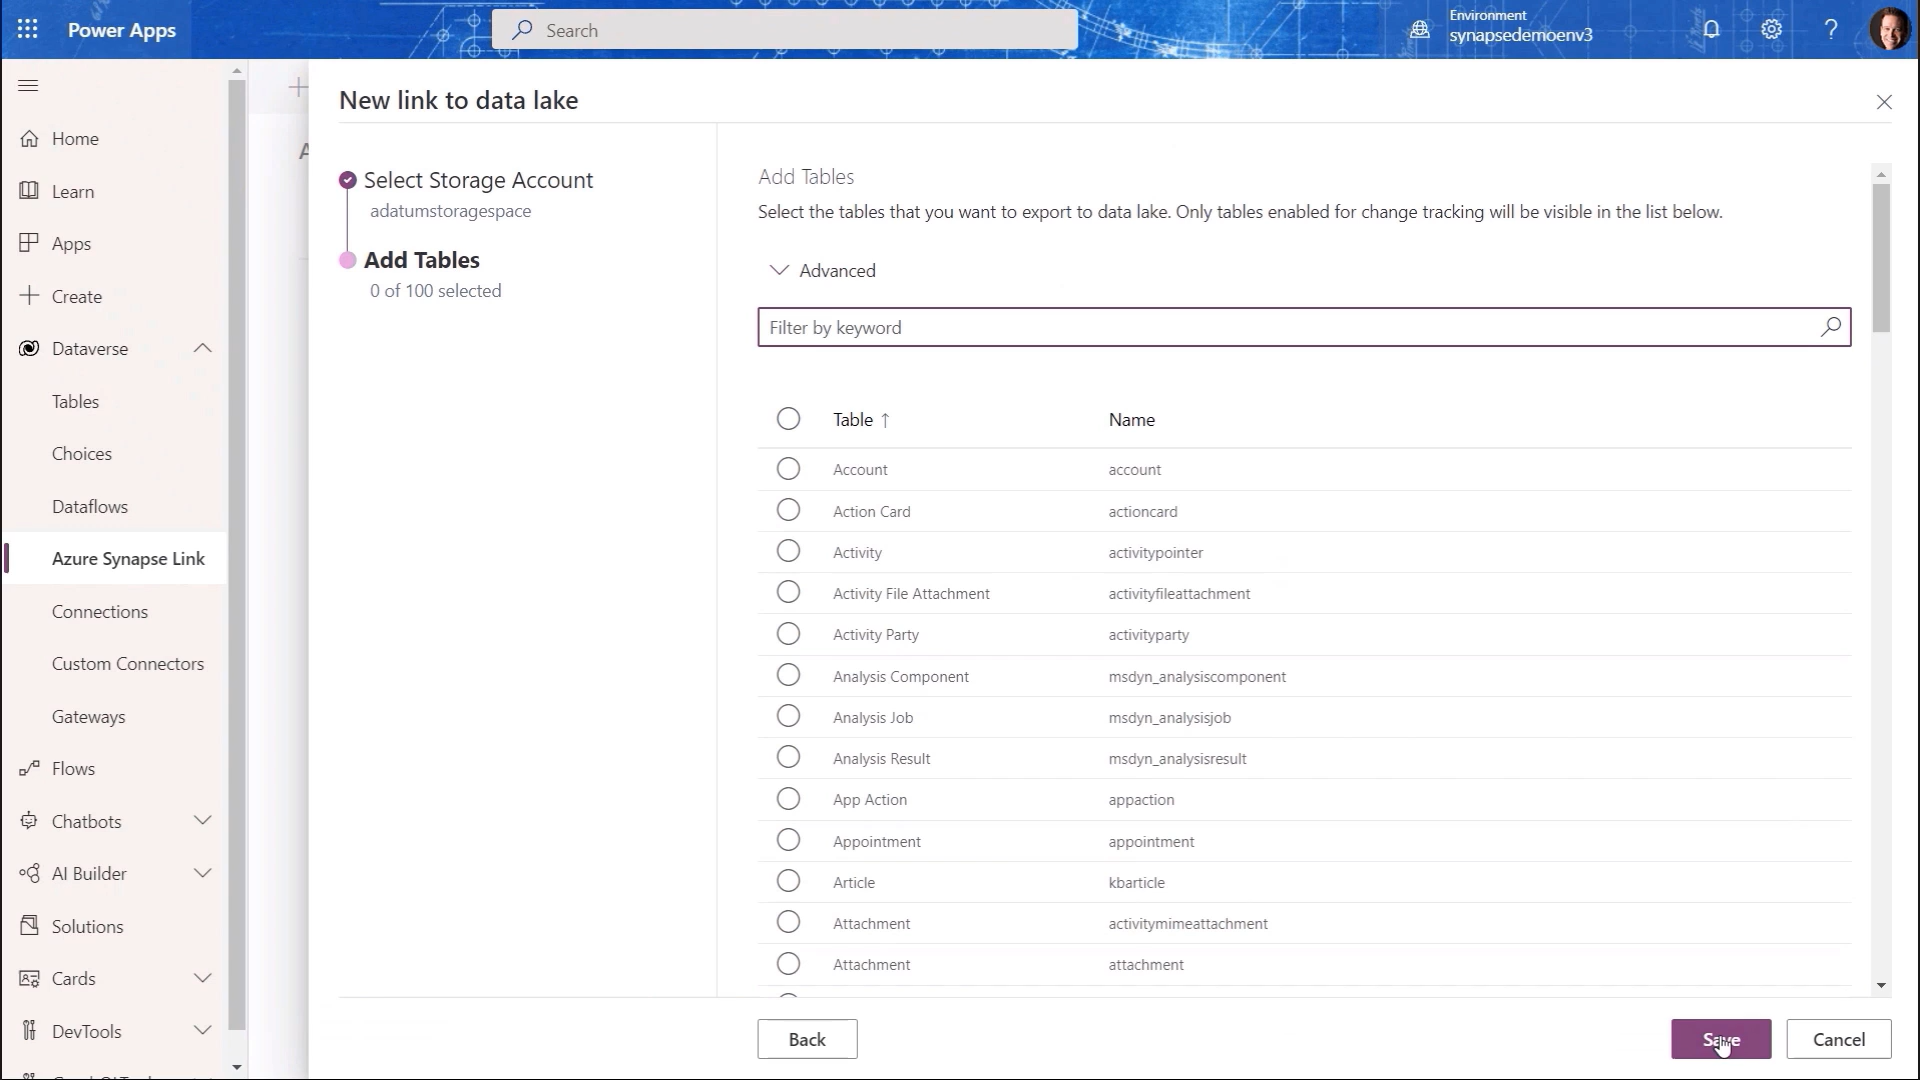 Power Apps
Search
Environment
synapsedemoenv3
Home
Learn
Apps
Create
Dataverse
Tables
Choices
Dataflows
Azure Synapse Link
Connections
Custom Connectors
Gateways
Flows
Chatbots
AI Builder
Solutions
Cards
DevTools
New link to data lake
Select Storage Account
adatumstoragespace
Add Tables
0 of 100 selected
Add Tables
Select the tables that you want to export to data lake. Only tables enabled for change tracking will be visible in the list below.
Advanced
Filter by keyword
Table ↑ Name
Account account
Action Card actioncard
Activity activitypointer
Activity File Attachment activityfileattachment
Activity Party activityparty
Analysis Component msdyn_analysiscomponent
Analysis Job msdyn_analysisjob
Analysis Result msdyn_analysisresult
App Action appaction
Appointment appointment
Article kbarticle
Attachment activitymimeattachment
Attachment attachment
Back
Save
Cancel